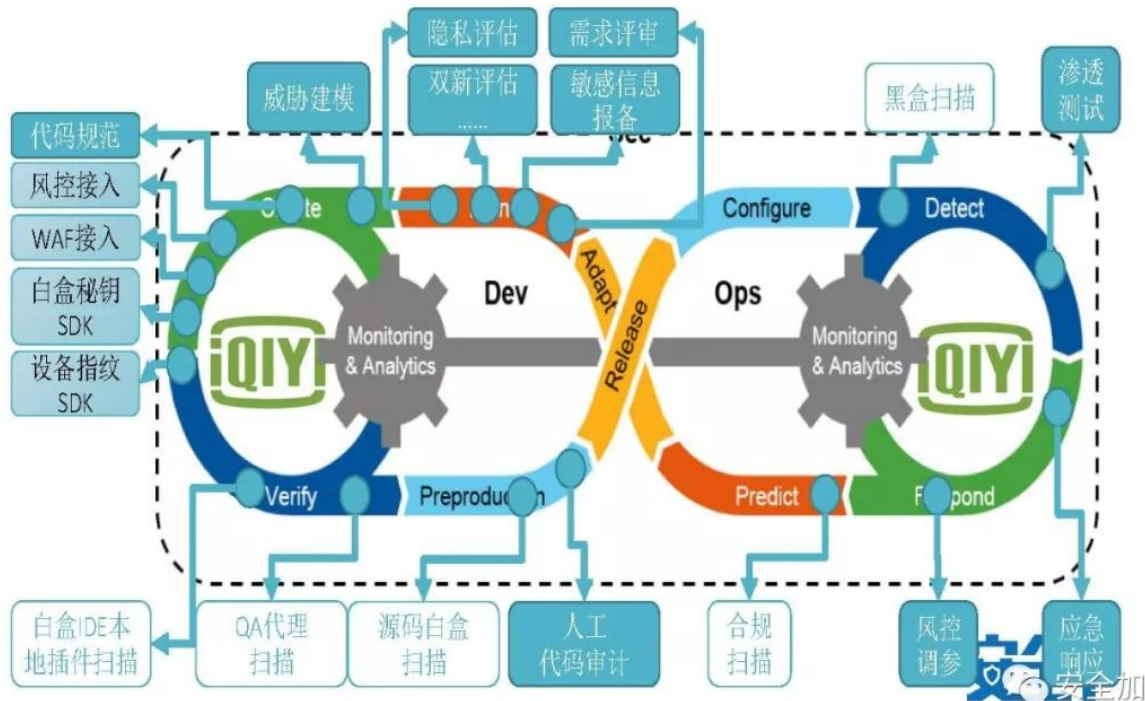 隐私评估
需求评审
威胁建模
双新评估
……
敏感信息
报备
黑盒扫描
渗透
测试
代码规范
风控接入
WAF接入
白盒秘钥
SDK
设备指纹
SDK
Configure
Detect
Adapt
Release
Dev
Ops
Monitoring
& Analytics
Monitoring
& Analytics
iQIYI
iQIYI
Verify
Preproduction
Predict
Respond
白盒IDE本
地插件扫描
QA代理
扫描
源码白盒
扫描
人工
代码审计
合规
扫描
风控
调参
应急
响应
安全加